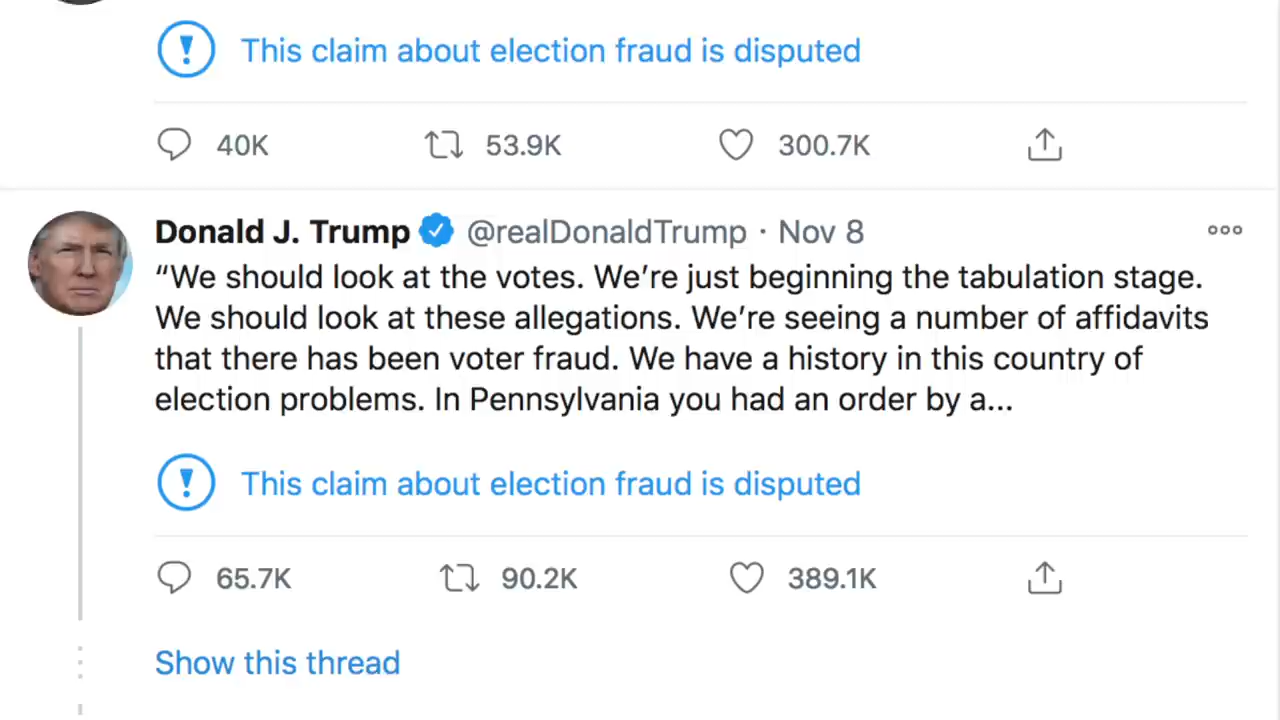 This claim about election fraud is disputed
40K 53.9K 300.7K
Donald J. Trump @realDonaldTrump · Nov 8
“We should look at the votes. We’re just beginning the tabulation stage.
We should look at these allegations. We’re seeing a number of affidavits
that there has been voter fraud. We have a history in this country of
election problems. In Pennsylvania you had an order by a...
This claim about election fraud is disputed
65.7K 90.2K 389.1K
Show this thread